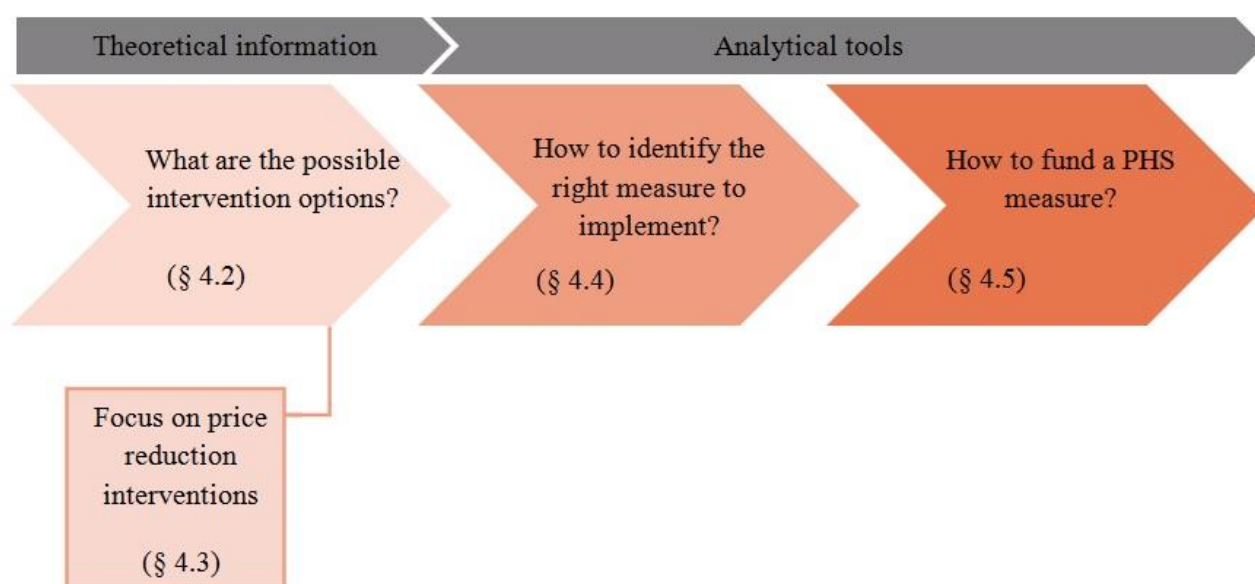 Theoretical information
Analytical tools
What are the possible
intervention options?
(§ 4.2)
How to identify the
right measure to
implement?
(§ 4.4)
How to fund a PHS
measure?
(§ 4.5)
Focus on price
reduction
interventions
(§ 4.3)